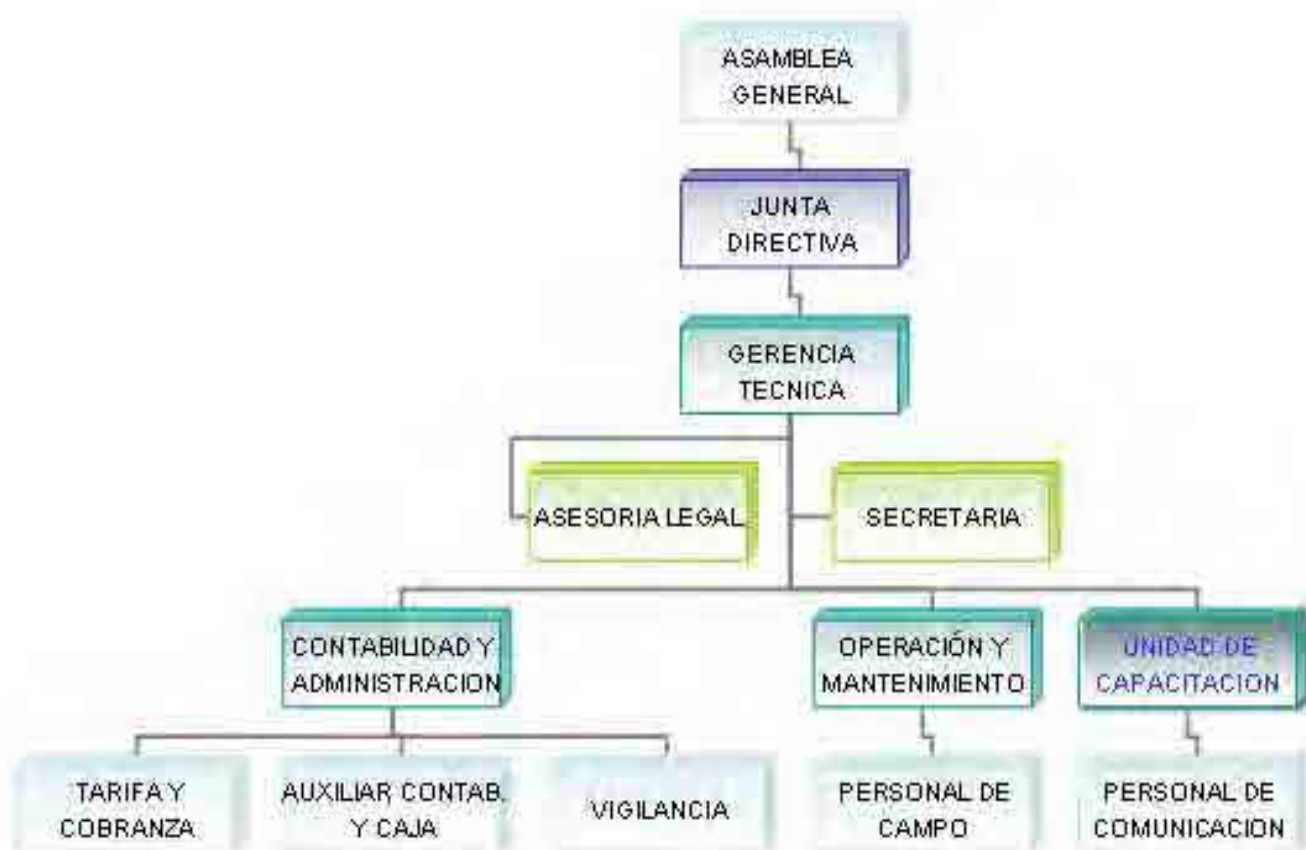 ASAMBLEA
GENERAL
JUNTA
DIRECTIVA
GERENCIA
TECNICA
ASESORIA LEGAL
SECRETARIA
CONTABILIDAD Y
ADMINISTRACION
OPERACIÓN Y
MANTENIMIENTO
UNIDAD DE
CAPACITACION
TARIFA Y
COBRANZA
AUXILIAR CONTAB.
Y CAJA
VIGILANCIA
PERSONAL DE
CAMPO
PERSONAL DE
COMUNICACION